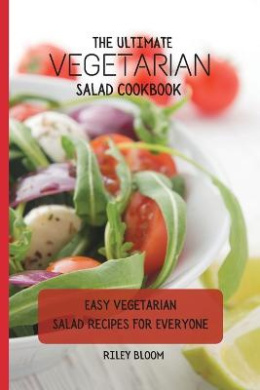 THE ULTIMATE
VEGETARIAN
SALAD COOKBOOK
EASY VEGETARIAN
SALAD RECIPES FOR EVERYONE
RILEY BLOOM